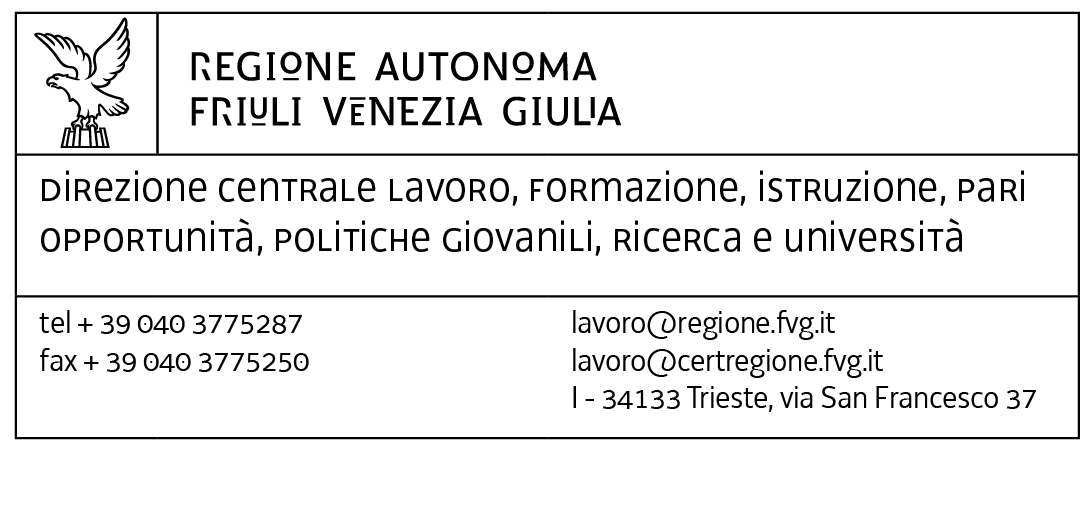 REGIONE AUTONOMA
FRIULI VENEZIA GIULIA
Direzione centrale lavoro, formazione, istruzione, pari
opportunità, politiche giovanili, ricerca e università
tel + 39 040 3775287
fax + 39 040 3775250
lavoro@regione.fvg.it
lavoro@certregione.fvg.it
I - 34133 Trieste, via San Francesco 37